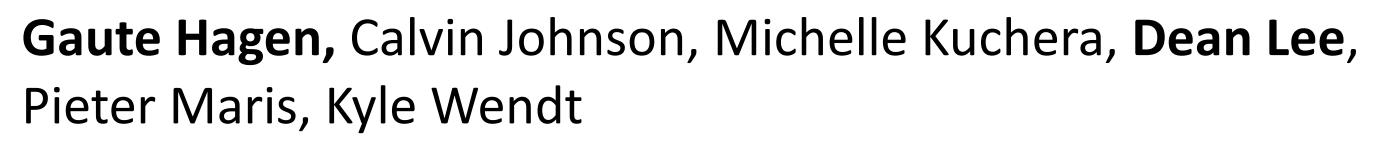 Gaute Hagen, Calvin Johnson, Michelle Kuchera, Dean Lee,
Pieter Maris, Kyle Wendt